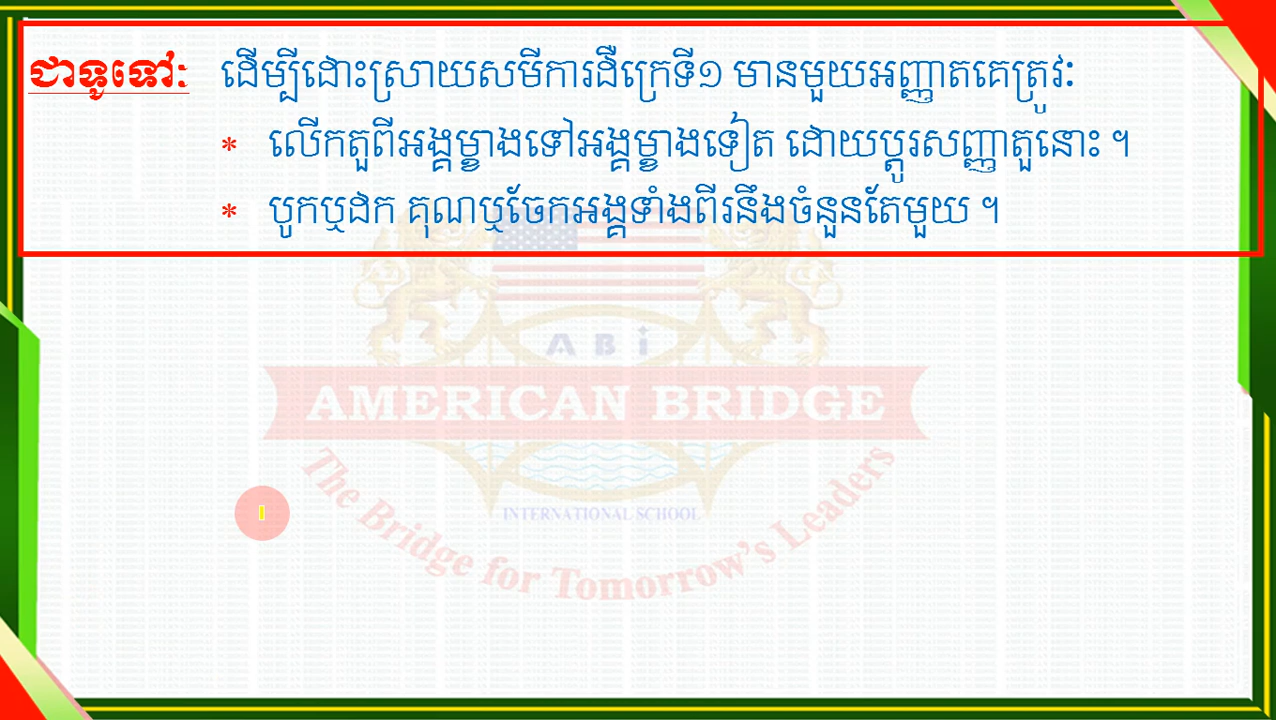 ជាទូទៅ: ដើម្បីដោះស្រាយសមីការដឺក្រេទី១ មានមួយអញ្ញាតគេត្រូវ:
* លើកតួពីអង្គម្ខាងទៅអង្គម្ខាងទៀត ដោយប្តូរសញ្ញាតួនោះ ។
* បូកឬដក គុណឬចែកអង្គទាំងពីរនឹងចំនួនតែមួយ ។
ABi
AMERICAN BRIDGE
INTERNATIONAL SCHOOL
The Bridge for Tomorrow's Leaders